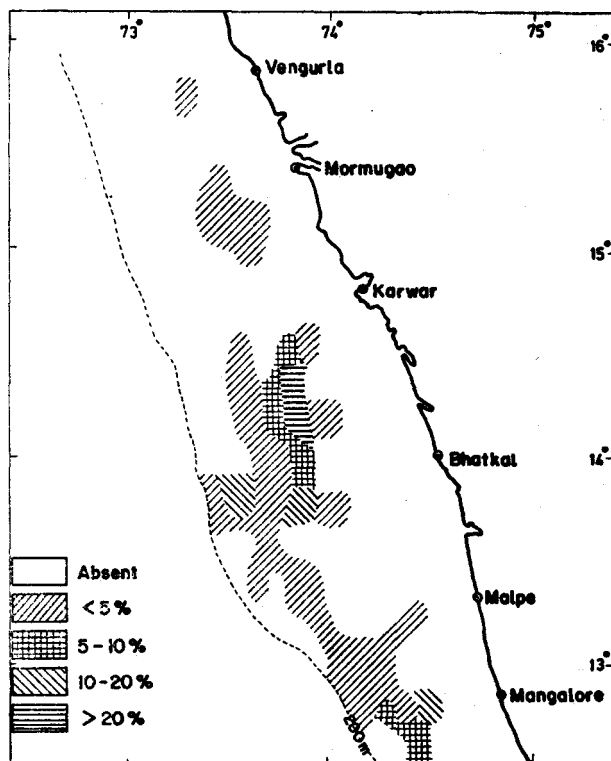 73° 74° 75°
16°
Vengurla
Mormugao
15°
Karwar
14°
Bhatkal
Absent
<5%
Malpe
5-10%
13°
10-20%
Mangalore
>20%
200m